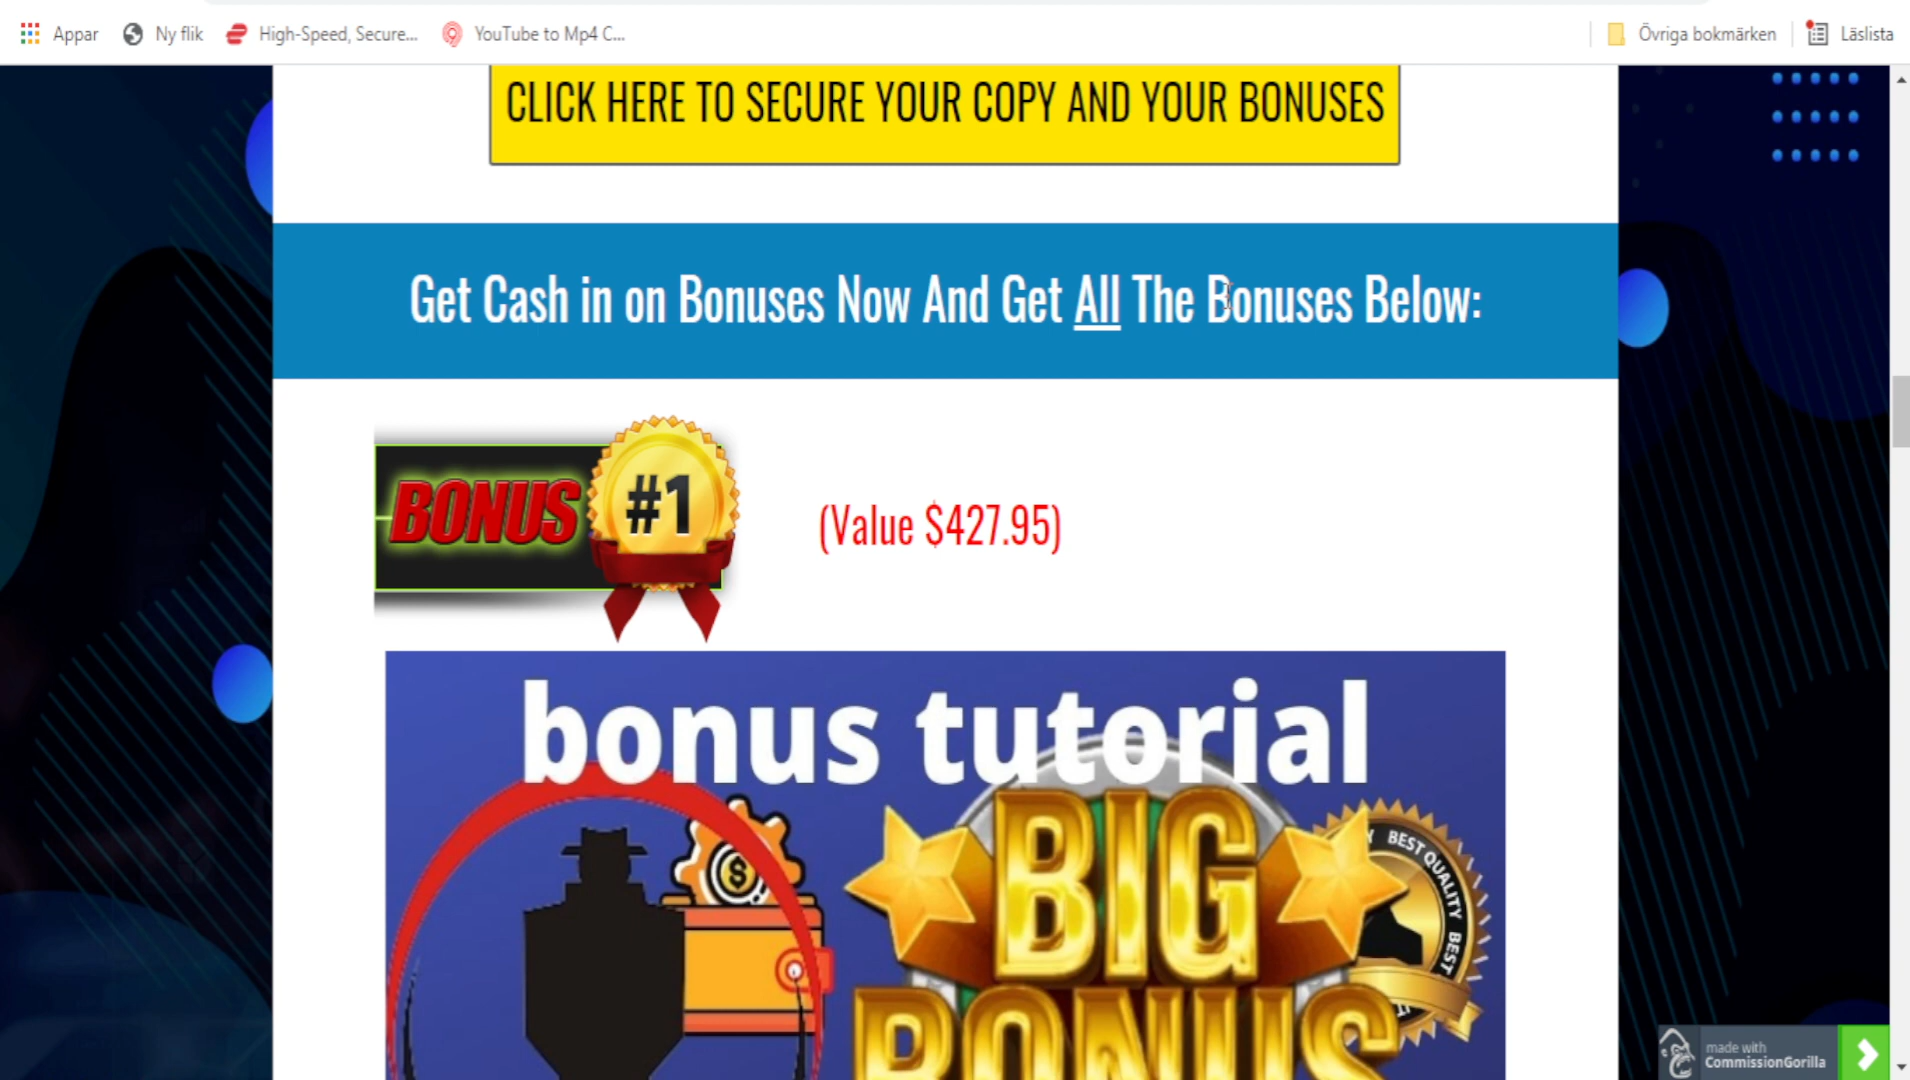 Appar
Ny flik
High-Speed, Secure...
YouTube to Mp4 C...
Övriga bokmärken
Läslista
CLICK HERE TO SECURE YOUR COPY AND YOUR BONUSES
Get Cash in on Bonuses Now And Get All The Bonuses Below:
BONUS #1
(Value $427.95)
bonus tutorial
$
BIG
BONUS
BEST QUALITY BEST
made with
CommissionGorilla